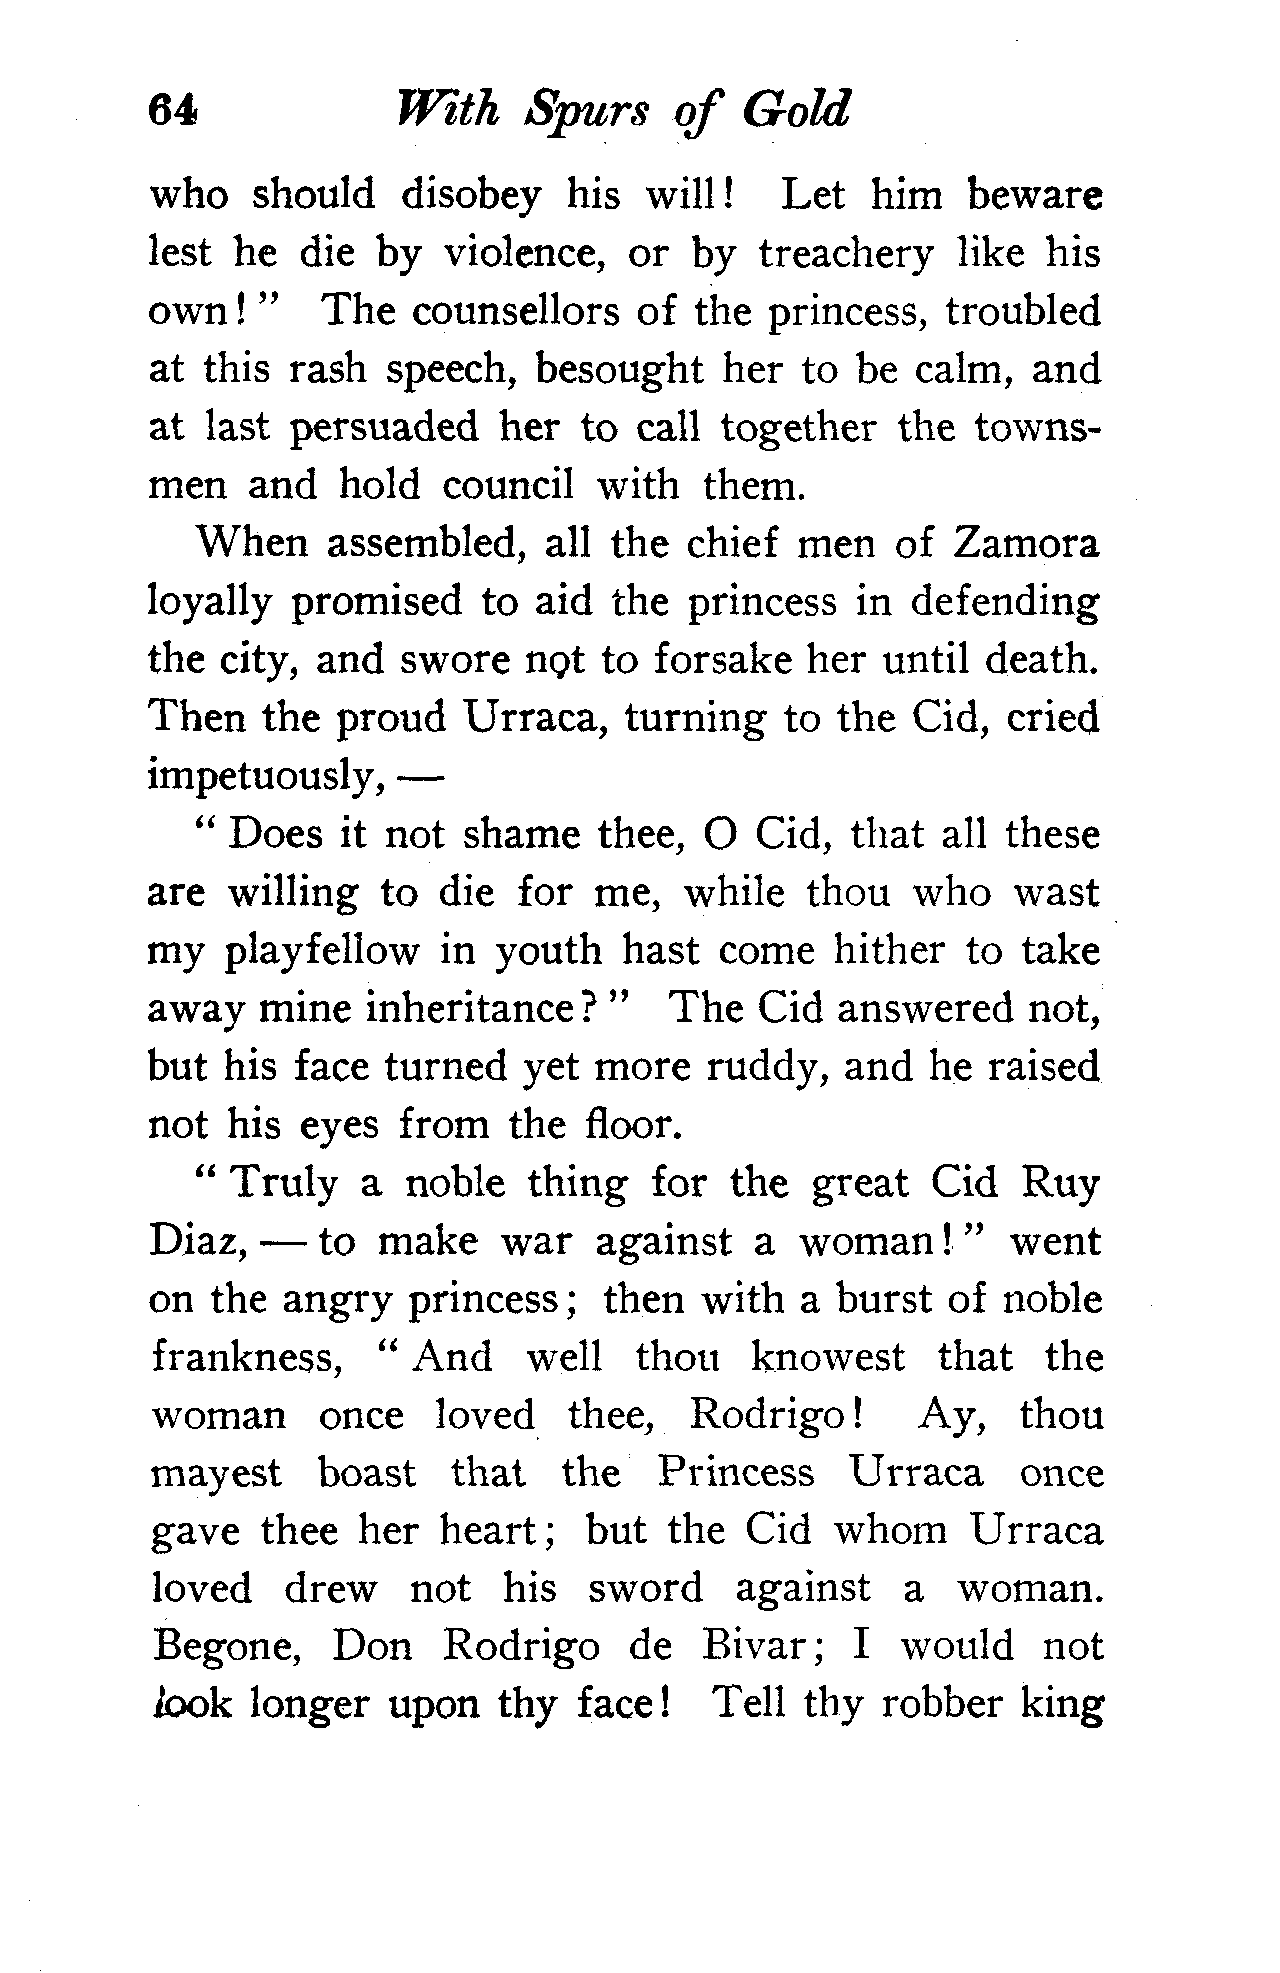 64 With Spurs of Gold
who should disobey his will! Let him beware
lest he die by violence, or by treachery like his
own!" The counsellors of the princess, troubled
at this rash speech, besought her to be calm, and
at last persuaded her to call together the towns-
men and hold council with them.
When assembled, all the chief men of Zamora
loyally promised to aid the princess in defending
the city, and swore not to forsake her until death.
Then the proud Urraca, turning to the Cid, cried
impetuously, —
"Does it not shame thee, O Cid, that all these
are willing to die for me, while thou who wast
my playfellow in youth hast come hither to take
away mine inheritance?" The Cid answered not,
but his face turned yet more ruddy, and he raised
not his eyes from the floor.
"Truly a noble thing for the great Cid Ruy
Diaz, — to make war against a woman!" went
on the angry princess; then with a burst of noble
frankness, "And well thou knowest that the
woman once loved thee, Rodrigo! Ay, thou
mayest boast that the Princess Urraca once
gave thee her heart; but the Cid whom Urraca
loved drew not his sword against a woman.
Begone, Don Rodrigo de Bivar; I would not
look longer upon thy face! Tell thy robber king